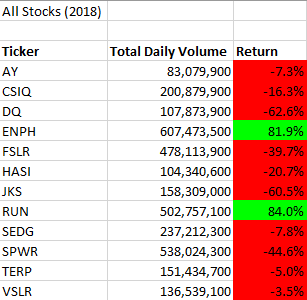 All Stocks (2018)
Ticker Total Daily Volume Return
AY 83,079,900 -7.3%
CSIQ 200,879,900 -16.3%
DQ 107,873,900 -62.6%
ENPH 607,473,500 81.9%
FSLR 478,113,900 -39.7%
HASI 104,340,600 -20.7%
JKS 158,309,000 -60.5%
RUN 502,757,100 84.0%
SEDG 237,212,300 -7.8%
SPWR 538,024,300 -44.6%
TERP 151,434,700 -5.0%
VSLR 136,539,100 -3.5%